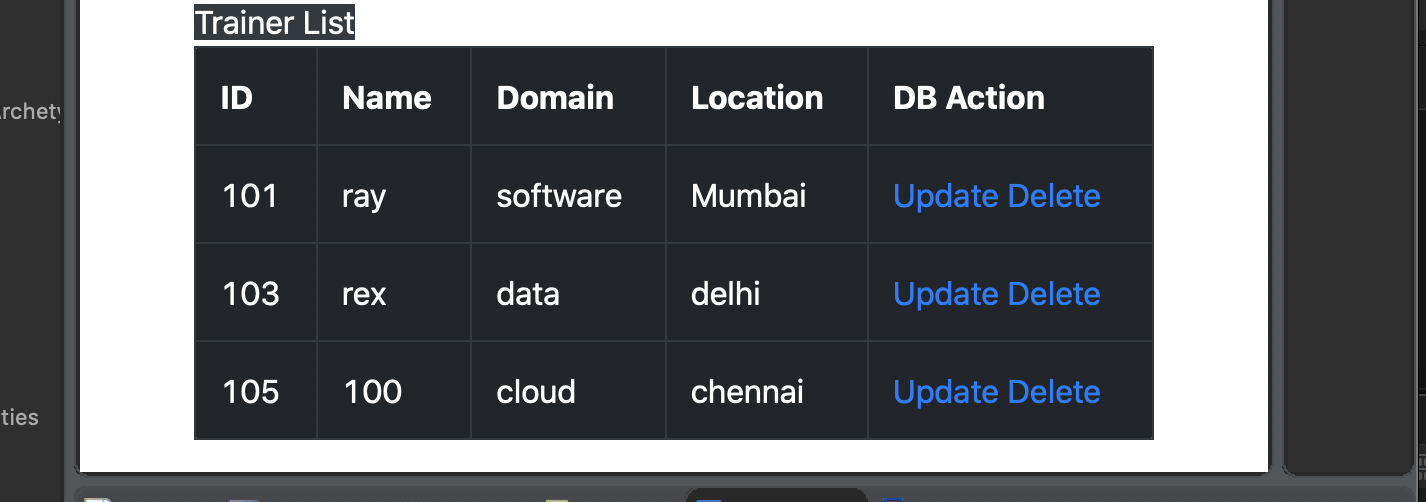 Trainer List
ID Name Domain Location DB Action
rchety
101 ray software Mumbai Update Delete
103 rex data delhi Update Delete
105 100 cloud chennai Update Delete
ties